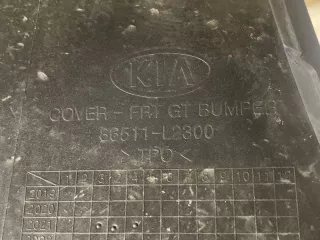 KIA
COVER - FRT GT BUMPER
86511-L2300
>TPO<
1 2 3 4 5 6 7 8 9 10 11 12
2019
2020
2021